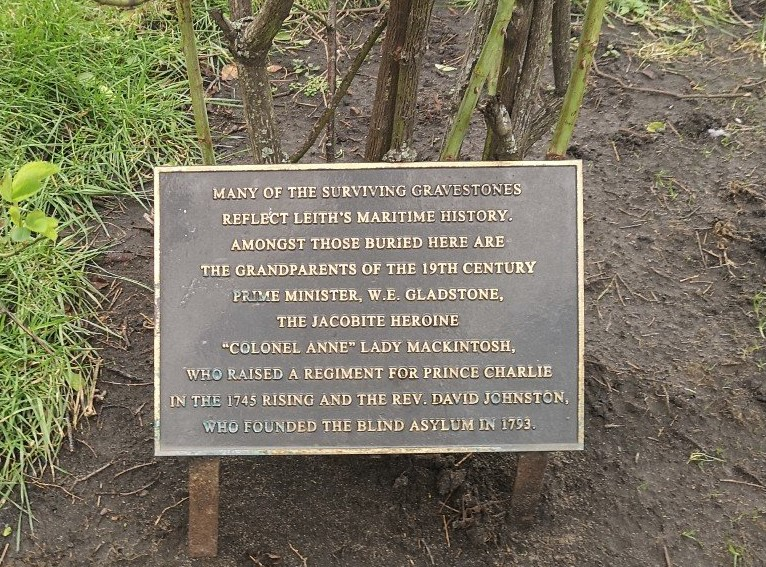 MANY OF THE SURVIVING GRAVESTONES
REFLECT LEITH'S MARITIME HISTORY.
AMONGST THOSE BURIED HERE ARE
THE GRANDPARENTS OF THE 19TH CENTURY
PRIME MINISTER, W.E. GLADSTONE,
THE JACOBITE HEROINE
"COLONEL ANNE" LADY MACKINTOSH,
WHO RAISED A REGIMENT FOR PRINCE CHARLIE
IN THE 1745 RISING AND THE REV. DAVID JOHNSTON,
WHO FOUNDED THE BLIND ASYLUM IN 1793.